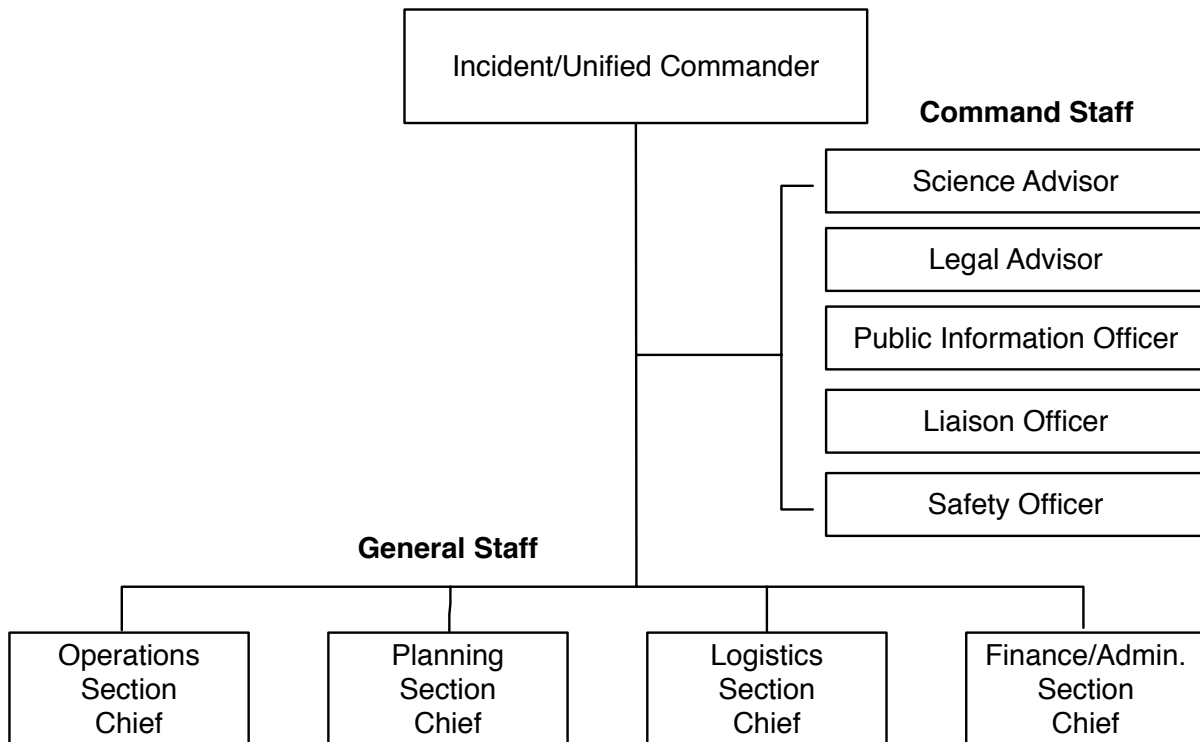 Incident/Unified Commander
Command Staff
Science Advisor
Legal Advisor
Public Information Officer
Liaison Officer
Safety Officer
General Staff
Operations
Section
Chief
Planning
Section
Chief
Logistics
Section
Chief
Finance/Admin.
Section
Chief